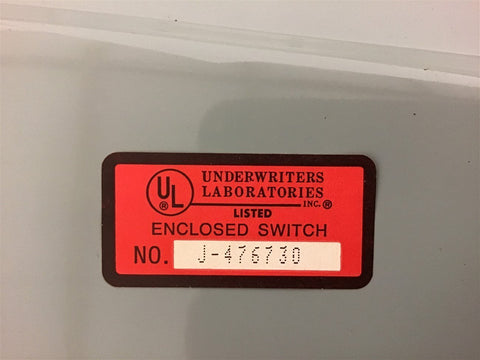 UL ®
UNDERWRITERS
LABORATORIES
INC. ®
LISTED
ENCLOSED SWITCH
NO. J-476730